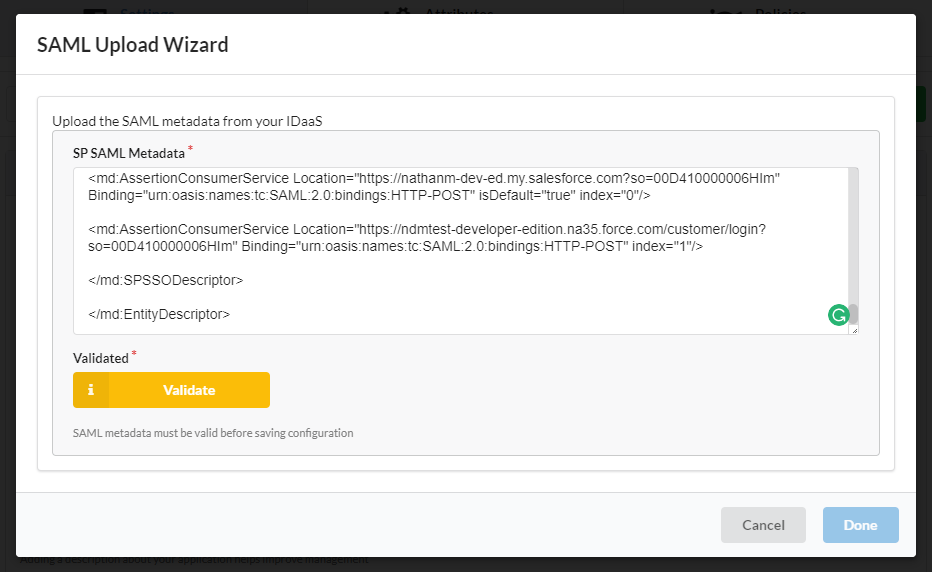 Settings
Attributes
Policies
SAML Upload Wizard
Upload the SAML metadata from your IDaaS
SP SAML Metadata *
<md:AssertionConsumerService Location="https://nathanm-dev-ed.my.salesforce.com?so=00D410000006HIm"
Binding="urn:oasis:names:tc:SAML:2.0:bindings:HTTP-POST" isDefault="true" index="0"/>
<md:AssertionConsumerService Location="https://ndmtest-developer-edition.na35.force.com/customer/login?
so=00D410000006HIm" Binding="urn:oasis:names:tc:SAML:2.0:bindings:HTTP-POST" index="1"/>
</md:SPSSODescriptor>
</md:EntityDescriptor>
Validated *
Validate
SAML metadata must be valid before saving configuration
Cancel
Done
Adding a description about your application helps improve management